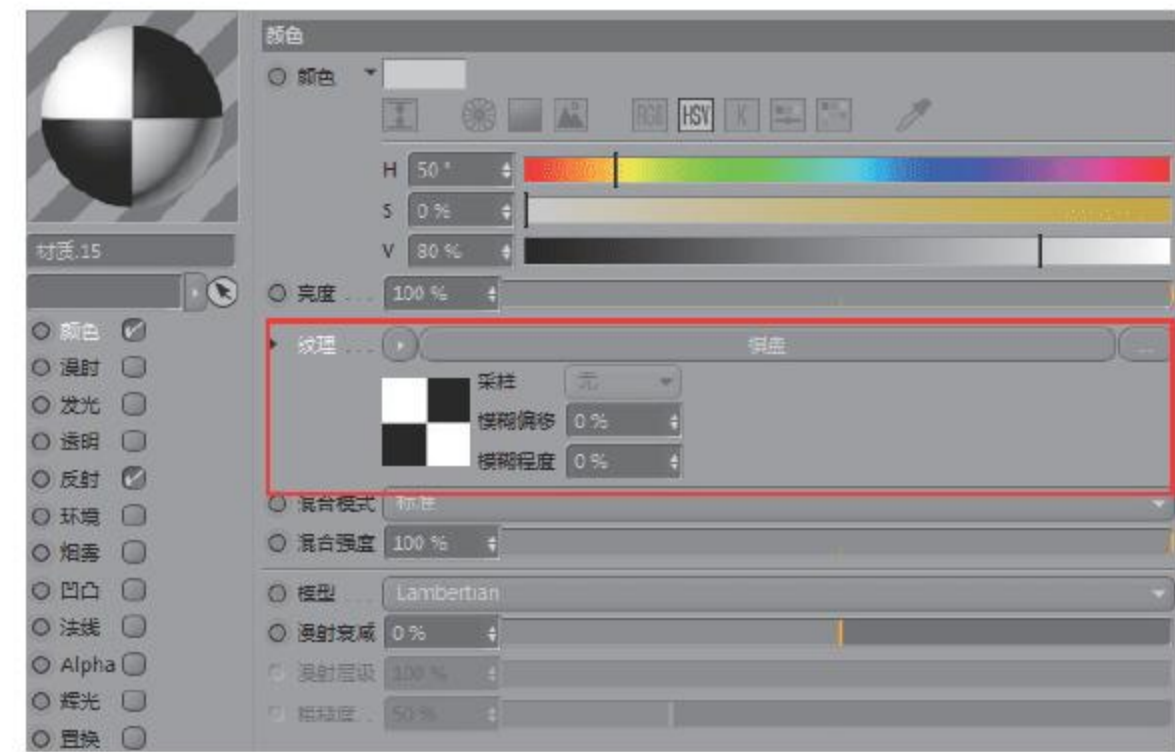 颜色
颜色
RGB HSV K
H 50 °
S 0 %
V 80 %
材质.15
亮度 . . . 100 %
纹理 . . . 棋盘 ...
采样 无
模糊偏移 0 %
模糊程度 0 %
混合模式 标准
混合强度 100 %
模型 . . . Lambertian
漫射衰减 0 %
漫射层级 100 %
粗糙度 . . 50 %
颜色
漫射
发光
透明
反射
环境
烟雾
凹凸
法线
Alpha
辉光
置换